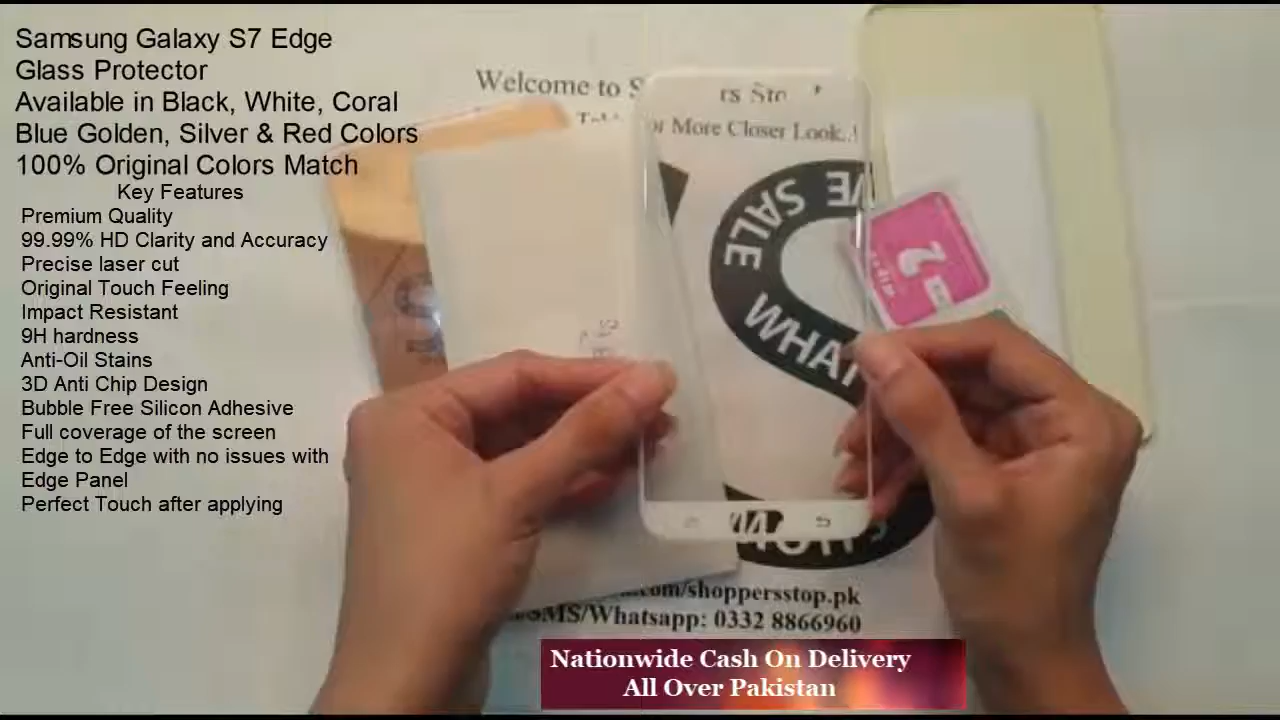 Samsung Galaxy S7 Edge
Glass Protector
Available in Black, White, Coral
Blue Golden, Silver & Red Colors
100% Original Colors Match
Key Features
Premium Quality
99.99% HD Clarity and Accuracy
Precise laser cut
Original Touch Feeling
Impact Resistant
9H hardness
Anti-Oil Stains
3D Anti Chip Design
Bubble Free Silicon Adhesive
Full coverage of the screen
Edge to Edge with no issues with
Edge Panel
Perfect Touch after applying
Welcome to
More Closer Look..!
SALE
WHAT
com/shoppersstop.pk
SMS/Whatsapp: 0332 8866960
Nationwide Cash On Delivery
All Over Pakistan